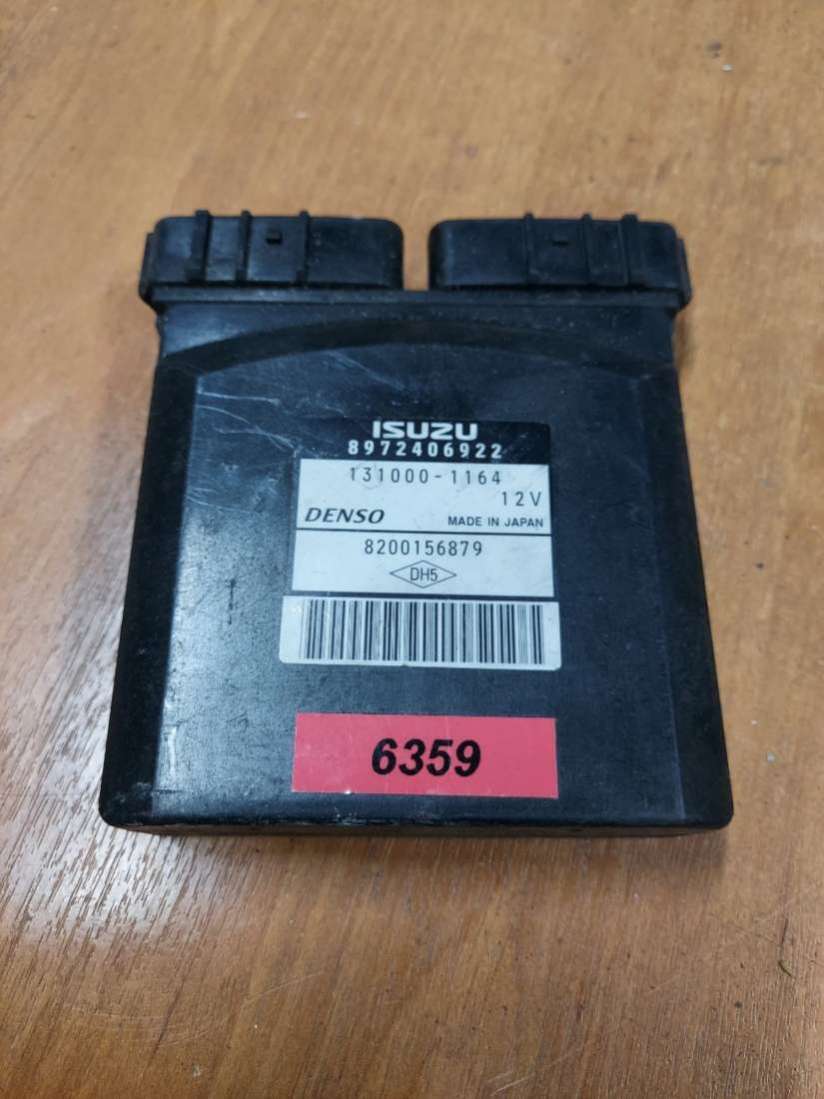 ISUZU
8972406922
131000-1164
12V
DENSO MADE IN JAPAN
8200156879
DH5
6359